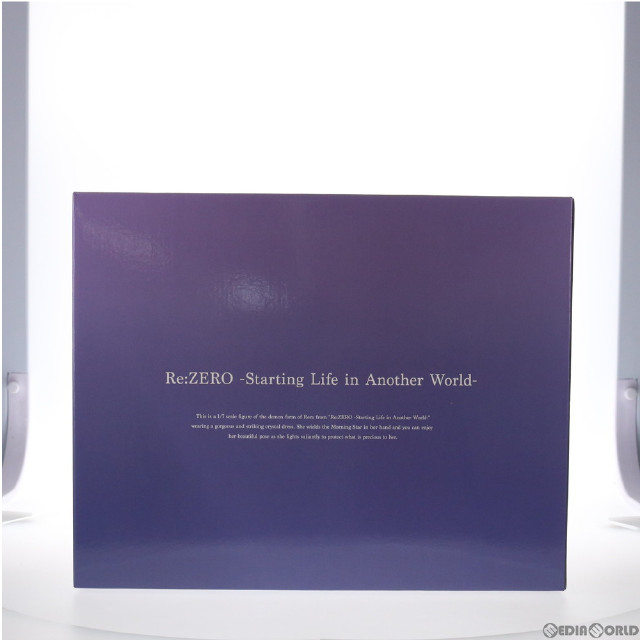 Re:ZERO -Starting Life in Another World-
This is a 1/7 scale figure of the demon form of Rem from "Re:ZERO -Starting Life in Another World"
wearing a gorgeous and striking crystal dress. She wields the Morning Star in her hand and you can enjoy
her beautiful pose as she fights valiantly to protect what is precious to her.
MEDIAWORLD